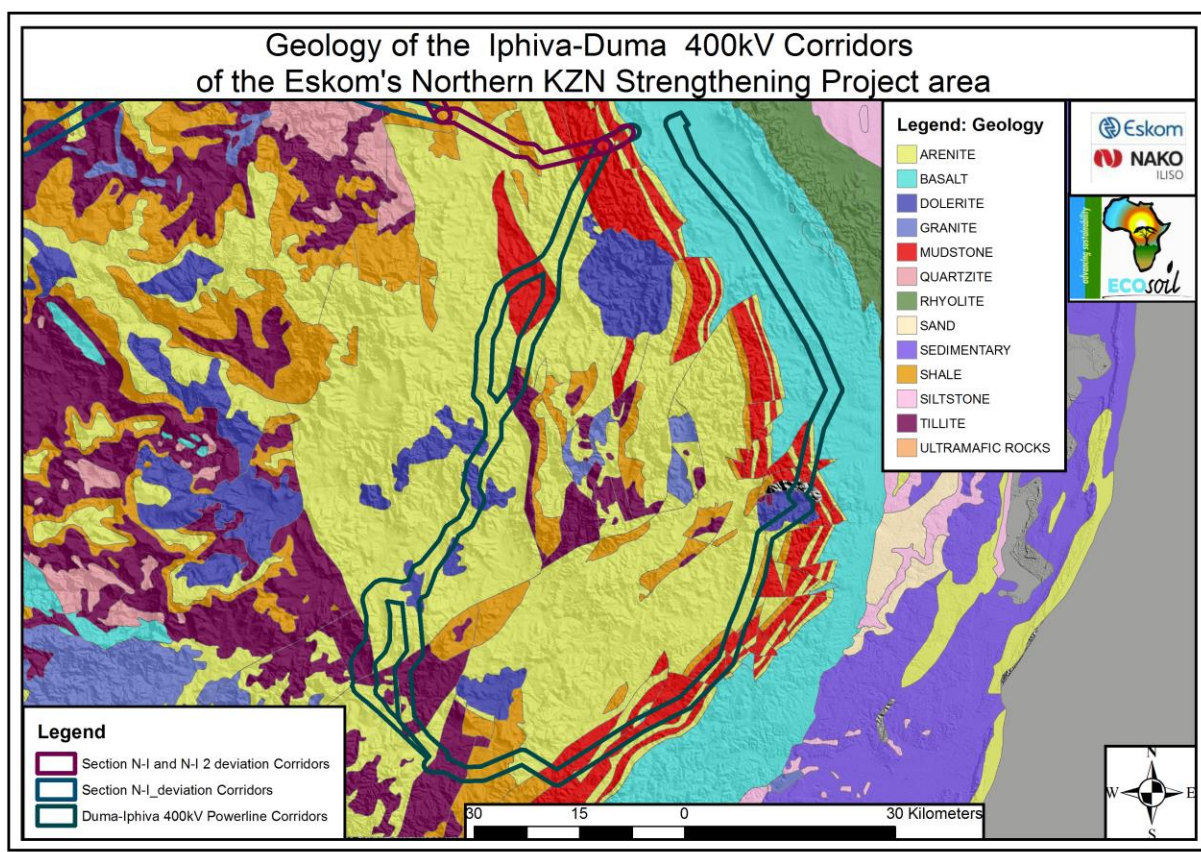 Geology of the Iphiva-Duma 400kV Corridors
of the Eskom's Northern KZN Strengthening Project area
Legend: Geology
ARENITE
BASALT
DOLERITE
GRANITE
MUDSTONE
QUARTZITE
RHYOLITE
SAND
SEDIMENTARY
SHALE
SILTSTONE
TILLITE
ULTRAMAFIC ROCKS
Eskom
NAKO
ILISO
advancing sustainability
ECOsoil
Legend
Section N-I and N-I 2 deviation Corridors
Section N-I_deviation Corridors
Duma-Iphiva 400kV Powerline Corridors
30 15 0 30 Kilometers
N
W E
S